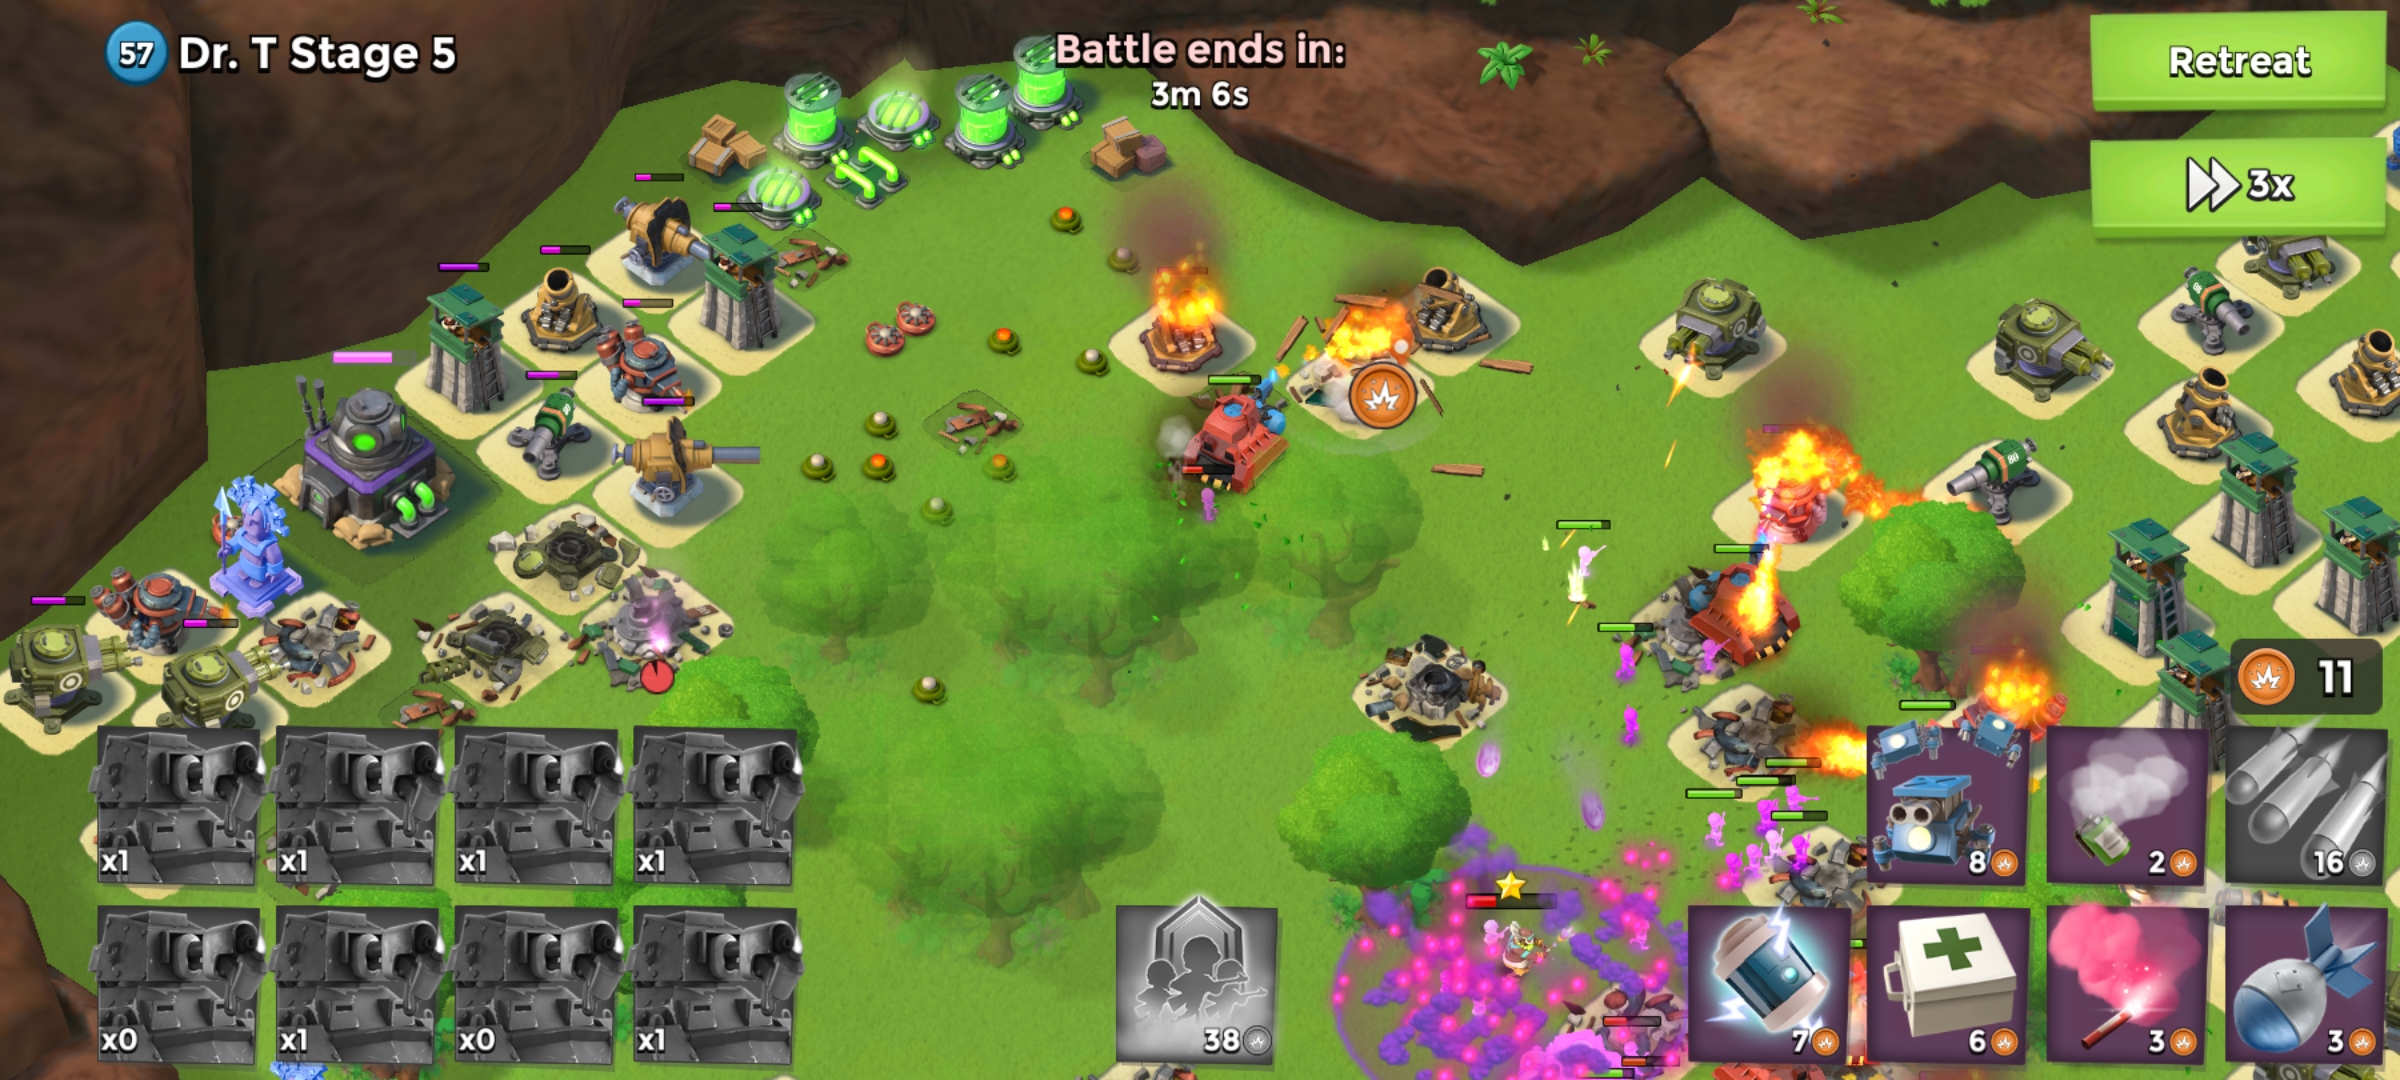 57 Dr. T Stage 5
Battle ends in:
3m 6s
Retreat
3x
11
x1
x1
x1
x1
8
2
16
x0
x1
x0
x1
38
7
6
3
3